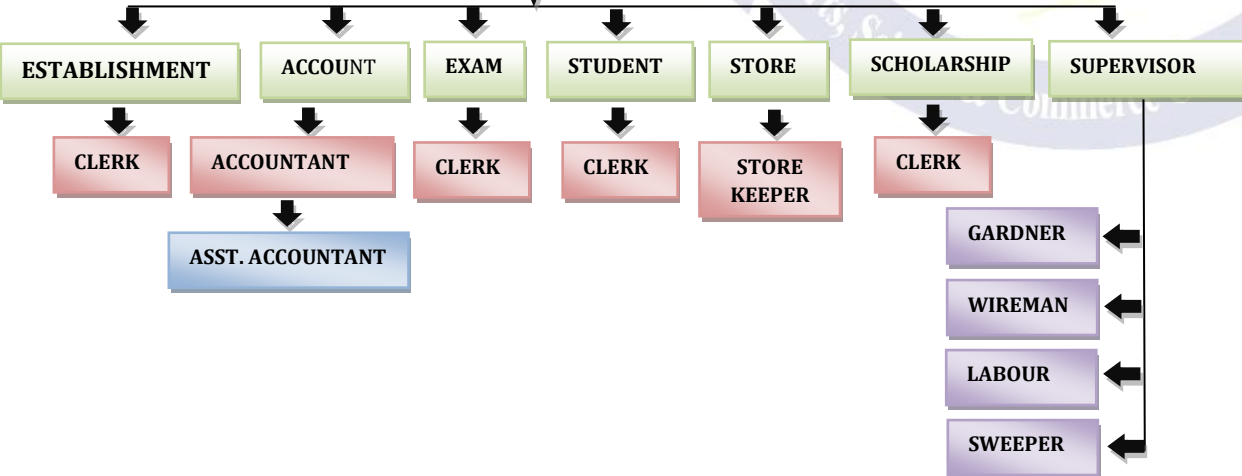 ESTABLISHMENT
ACCOUNT
EXAM
STUDENT
STORE
SCHOLARSHIP
SUPERVISOR
CLERK
ACCOUNTANT
CLERK
CLERK
STORE
KEEPER
CLERK
ASST. ACCOUNTANT
GARDNER
WIREMAN
LABOUR
SWEEPER
& Commerce